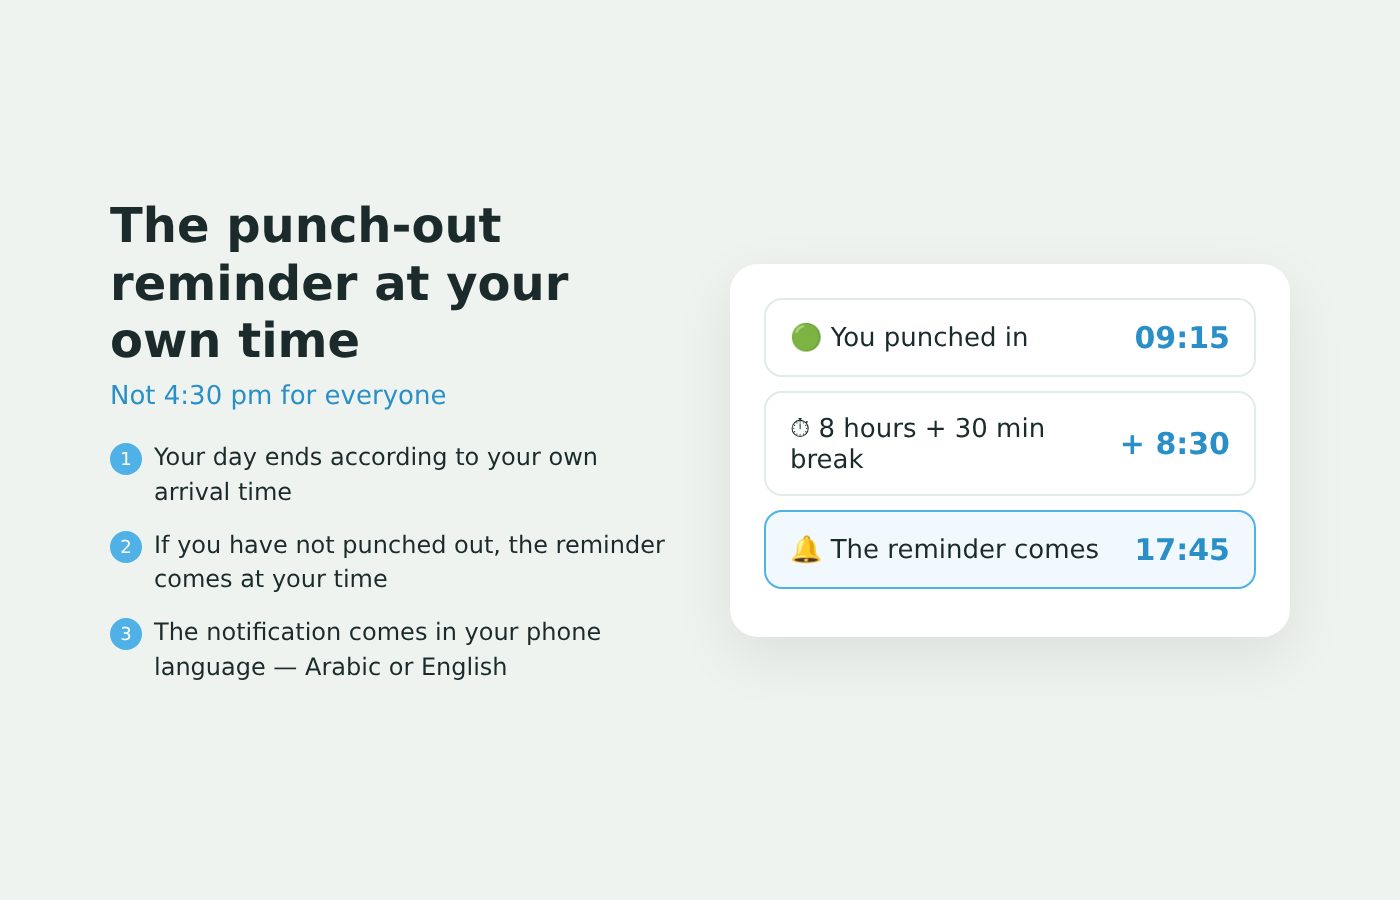 The punch-out
reminder at your
own time
Not 4:30 pm for everyone
1 Your day ends according to your own
arrival time
2 If you have not punched out, the reminder
comes at your time
3 The notification comes in your phone
language — Arabic or English
🟢 You punched in 09:15
⏱ 8 hours + 30 min
break + 8:30
🔔 The reminder comes 17:45